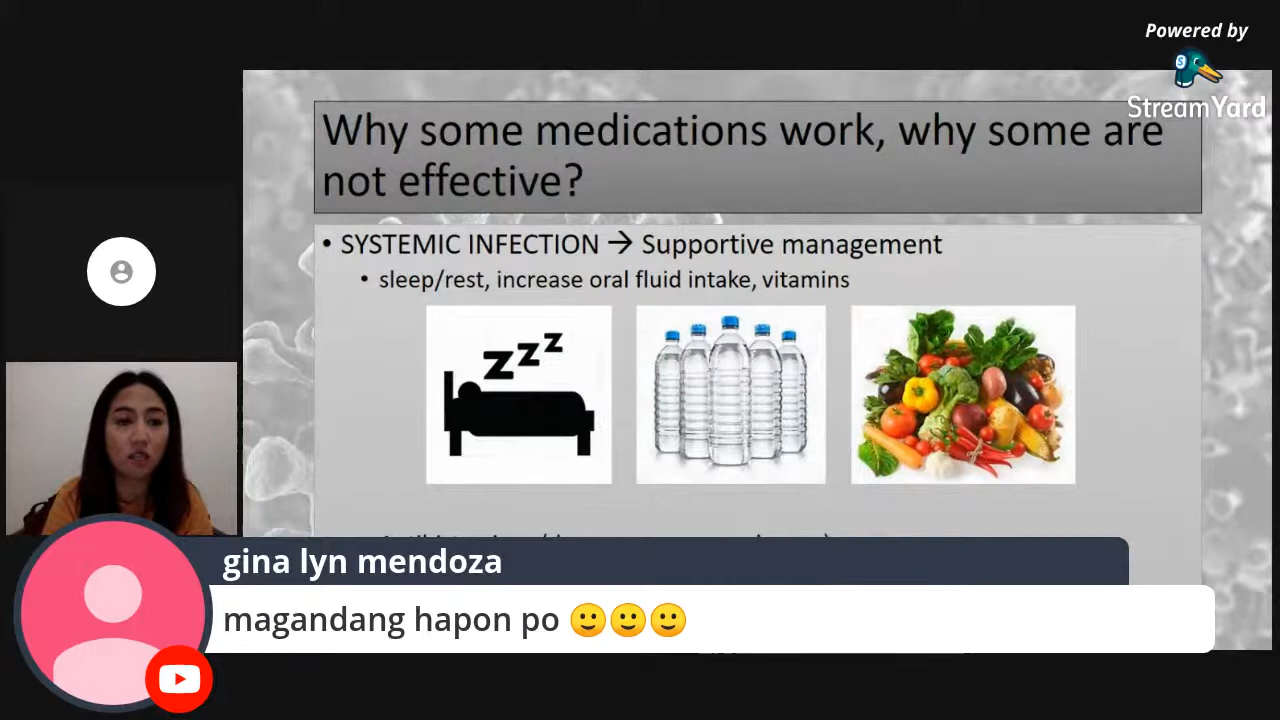 Powered by
StreamYard
Why some medications work, why some are
not effective?
• SYSTEMIC INFECTION → Supportive management
• sleep/rest, increase oral fluid intake, vitamins
zzz
gina lyn mendoza
magandang hapon po 🙂🙂🙂